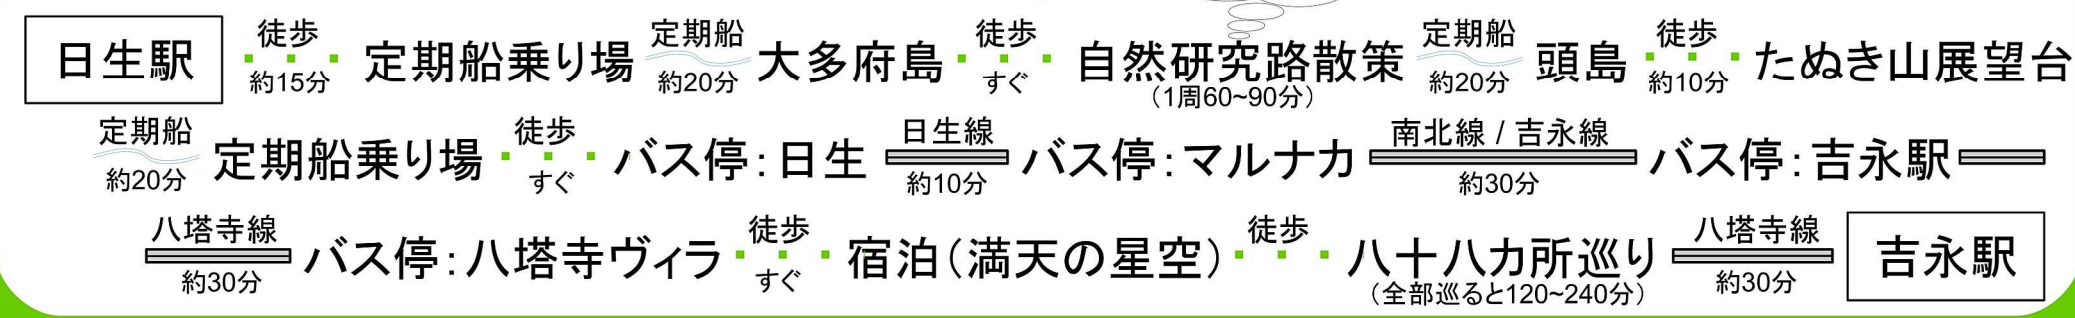 日生駅 徒歩 約15分 定期船乗り場 定期船 約20分 大多府島 徒歩 すぐ 自然研究路散策 （1周60~90分） 定期船 約20分 頭島 徒歩 約10分 たぬき山展望台
定期船 約20分 定期船乗り場 徒歩 すぐ バス停：日生 日生線 約10分 バス停：マルナカ 南北線 / 吉永線 約30分 バス停：吉永駅
八塔寺線 約30分 バス停：八塔寺ヴィラ 徒歩 すぐ 宿泊（満天の星空） 徒歩 八十八カ所巡り （全部巡ると120~240分） 八塔寺線 約30分 吉永駅